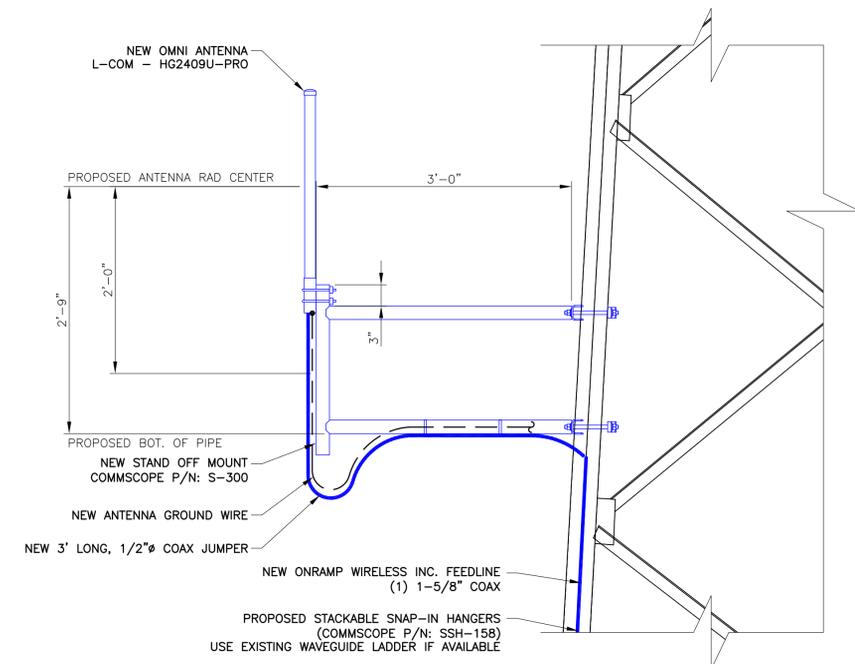 NEW OMNI ANTENNA
L-COM - HG2409U-PRO
PROPOSED ANTENNA RAD CENTER
3'-0"
2'-0"
2'-9"
3"
PROPOSED BOT. OF PIPE
NEW STAND OFF MOUNT
COMMSCOPE P/N: S-300
NEW ANTENNA GROUND WIRE
NEW 3' LONG, 1/2"ø COAX JUMPER
NEW ONRAMP WIRELESS INC. FEEDLINE
(1) 1-5/8" COAX
PROPOSED STACKABLE SNAP-IN HANGERS
(COMMSCOPE P/N: SSH-158)
USE EXISTING WAVEGUIDE LADDER IF AVAILABLE